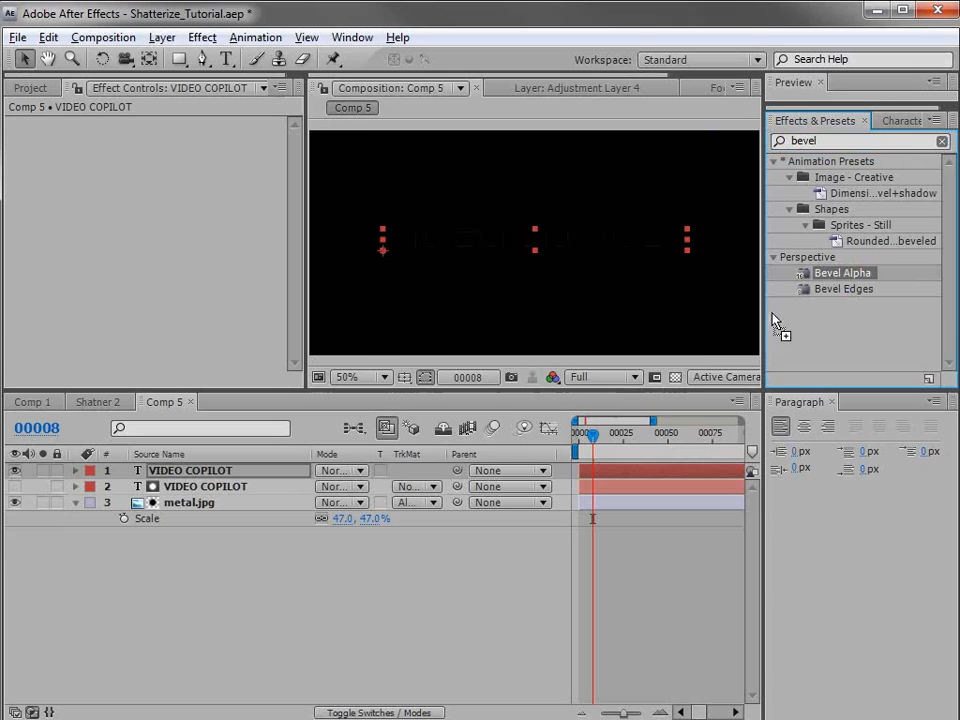 Adobe After Effects - Shatterize_Tutorial.aep *
File Edit Composition Layer Effect Animation View Window Help
Workspace: Standard Search Help
Project Effect Controls: VIDEO COPILOT Composition: Comp 5 Layer: Adjustment Layer 4 Fo Preview
Comp 5 • VIDEO COPILOT Comp 5
Effects & Presets Characte
bevel
* Animation Presets
Image - Creative
Dimensi...vel+shadow
Shapes
Sprites - Still
Rounded...beveled
Perspective
Bevel Alpha
Bevel Edges
50% 00008 Full Active Camera
Comp 1 Shatner 2 Comp 5 Paragraph
00008 00025 00050 00075
# Source Name Mode T TrkMat Parent
0 px 0 px 0 px
1 T VIDEO COPILOT Nor... None
0 px 0 px
2 T VIDEO COPILOT Nor... No... None
3 metal.jpg Nor... Al... None
Scale 47.0, 47.0%
Toggle Switches / Modes